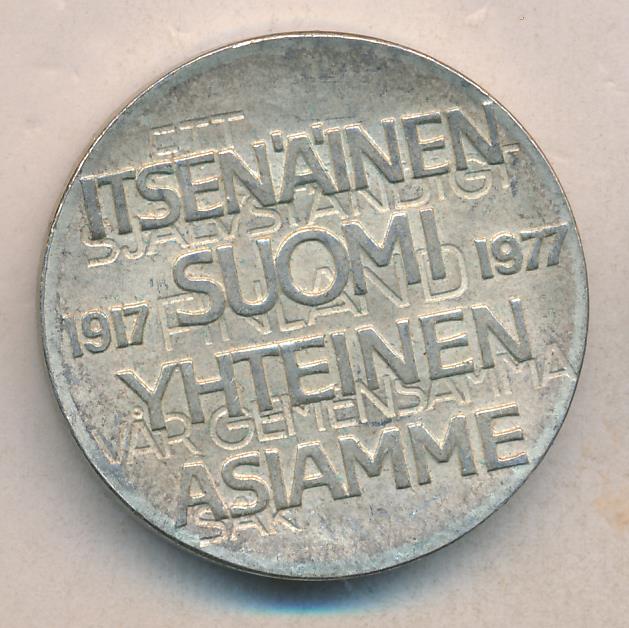 ETT
ITSENÄINEN
SJÄLVSTÄNDIGT
SUOMI 1977
1917 FINLAND
YHTEINEN
VÅR GEMENSAMMA
ASIAMME
SAK